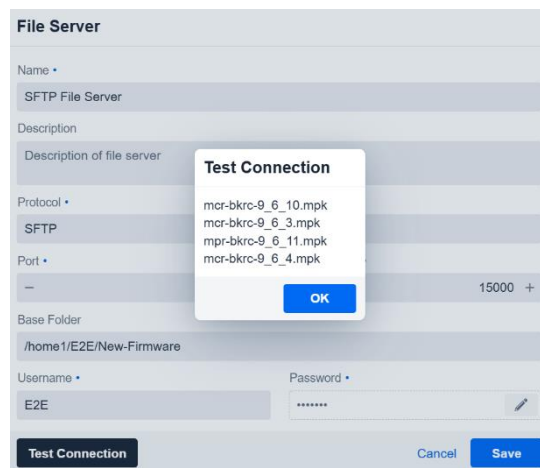 File Server
Name •
SFTP File Server
Description
Description of file server
Test Connection
mcr-bkrc-9_6_10.mpk
mcr-bkrc-9_6_3.mpk
mpr-bkrc-9_6_11.mpk
mcr-bkrc-9_6_4.mpk
OK
Protocol •
SFTP
Port •
− 15000 +
Base Folder
/home1/E2E/New-Firmware
Username • Password •
E2E •••••••
Test Connection Cancel Save